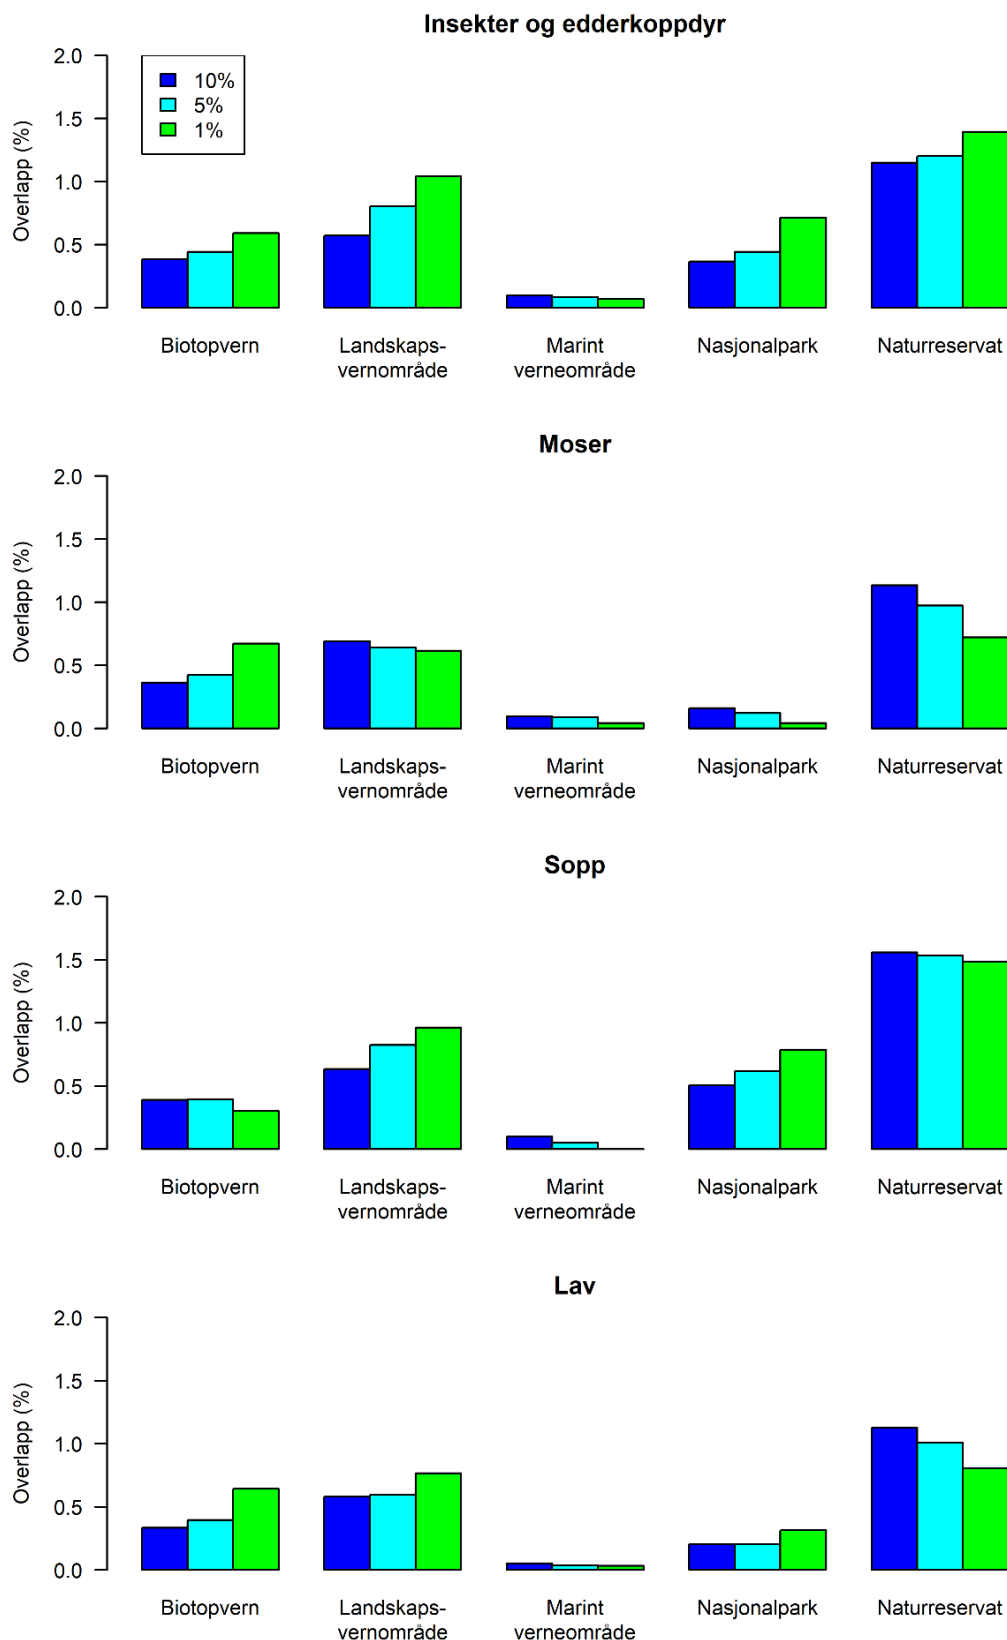 Insekter og edderkoppdyr
2.0
1.5
1.0
0.5
0.0
Overlapp (%)
10%
5%
1%
Biotopvern
Landskaps-
vernområde
Marint
verneområde
Nasjonalpark
Naturreservat
Moser
2.0
1.5
1.0
0.5
0.0
Overlapp (%)
Biotopvern
Landskaps-
vernområde
Marint
verneområde
Nasjonalpark
Naturreservat
Sopp
2.0
1.5
1.0
0.5
0.0
Overlapp (%)
Biotopvern
Landskaps-
vernområde
Marint
verneområde
Nasjonalpark
Naturreservat
Lav
2.0
1.5
1.0
0.5
0.0
Overlapp (%)
Biotopvern
Landskaps-
vernområde
Marint
verneområde
Nasjonalpark
Naturreservat